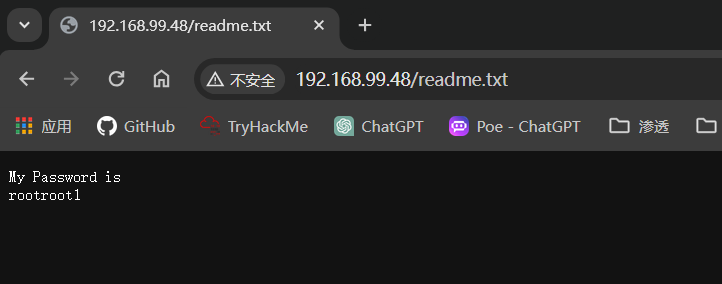 192.168.99.48/readme.txt
不安全 192.168.99.48/readme.txt
应用 GitHub TryHackMe ChatGPT Poe - ChatGPT 渗透
My Password is
rootroot1